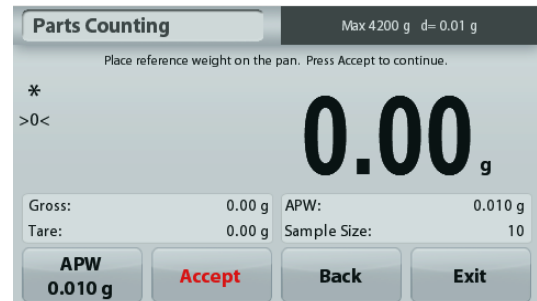 Parts Counting
Max 4200 g d= 0.01 g
Place reference weight on the pan. Press Accept to continue.
*
>0<
0.00 g
Gross: 0.00 g
APW: 0.010 g
Tare: 0.00 g
Sample Size: 10
APW
0.010 g
Accept
Back
Exit